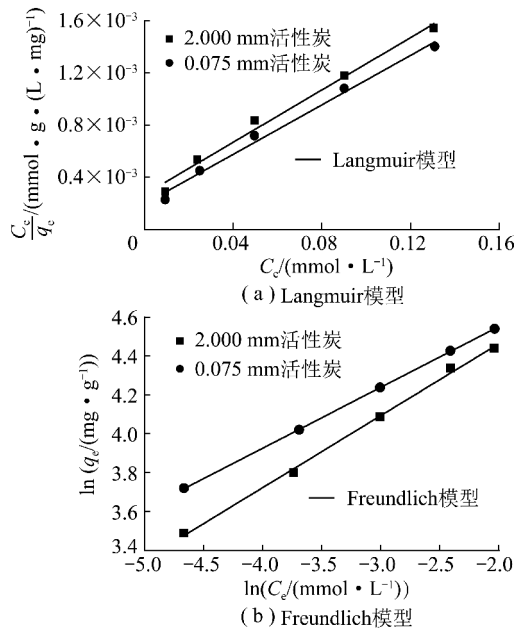 1.6×10⁻³
1.2×10⁻³
0.8×10⁻³
0.4×10⁻³
0
0.04
0.08
0.12
0.16
2.000 mm活性炭
0.075 mm活性炭
Langmuir模型
Cₑ/qₑ/(mmol·g·(L·mg)⁻¹)
Cₑ/(mmol·L⁻¹)
(a) Langmuir模型
4.6
4.4
4.2
4.0
3.8
3.6
3.4
-5.0
-4.5
-4.0
-3.5
-3.0
-2.5
-2.0
2.000 mm活性炭
0.075 mm活性炭
Freundlich模型
ln (qₑ/(mg·g⁻¹))
ln(Cₑ/(mmol·L⁻¹))
(b) Freundlich模型